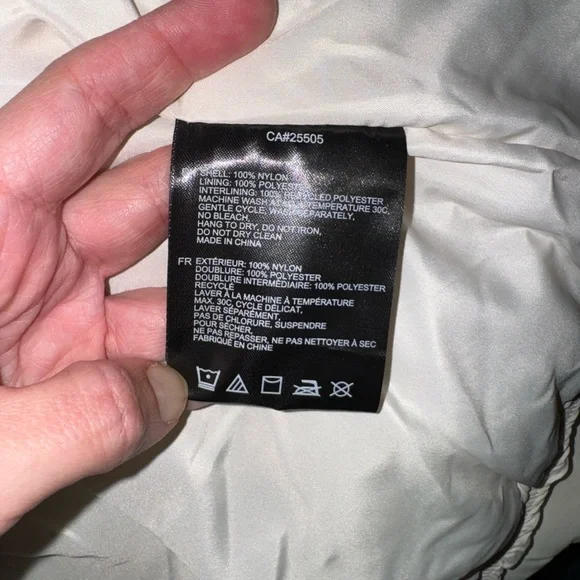 CA#25505
SHELL: 100% NYLON
LINING: 100% POLYESTER
INTERLINING: 100% RECYCLED POLYESTER
MACHINE WASH AT TEMPERATURE 30C,
GENTLE CYCLE, WASH SEPARATELY,
NO BLEACH,
HANG TO DRY, DO NOT IRON,
DO NOT DRY CLEAN
MADE IN CHINA
FR EXTÉRIEUR: 100% NYLON
DOUBLURE: 100% POLYESTER
DOUBLURE INTERMÉDIAIRE: 100% POLYESTER
RECYCLÉ
LAVER À LA MACHINE À TEMPÉRATURE
MAX. 30C, CYCLE DÉLICAT,
LAVER SÉPARÉMENT,
PAS DE CHLORURE, SUSPENDRE
POUR SÉCHER,
NE PAS REPASSER, NE PAS NETTOYER À SEC
FABRIQUÉ EN CHINE